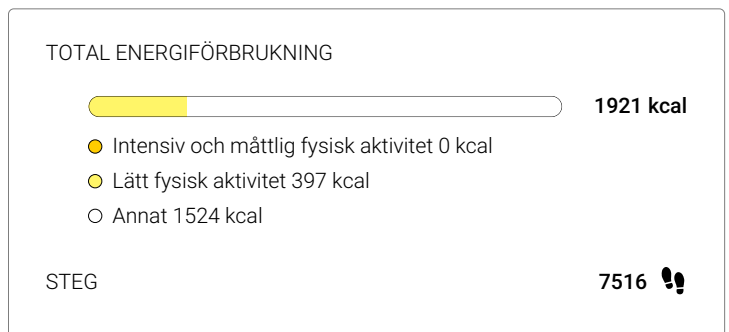 TOTAL ENERGIFÖRBRUKNING
1921 kcal
Intensiv och måttlig fysisk aktivitet 0 kcal
Lätt fysisk aktivitet 397 kcal
Annat 1524 kcal
STEG 7516